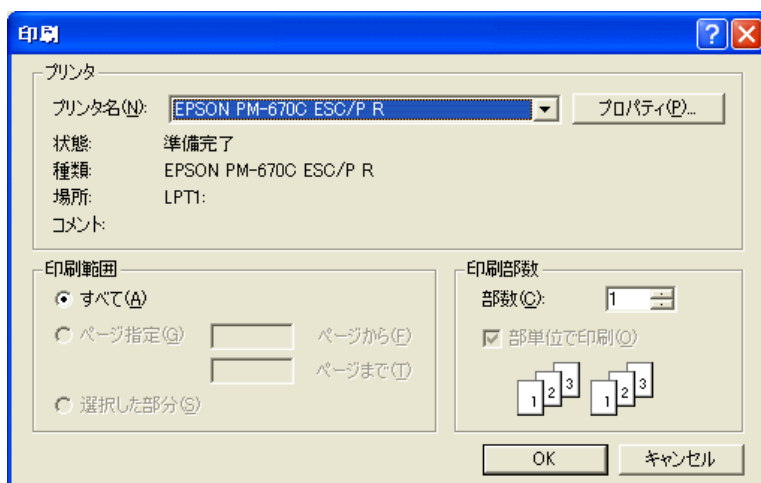 印刷
プリンタ
プリンタ名(N): EPSON PM-670C ESC/P R プロパティ(P)...
状態: 準備完了
種類: EPSON PM-670C ESC/P R
場所: LPT1:
コメント:
印刷範囲
すべて(A)
ページ指定(G) ページから(F)
ページまで(T)
選択した部分(S)
印刷部数
部数(C): 1
部単位で印刷(O)
1 2 3 1 2 3
OK キャンセル